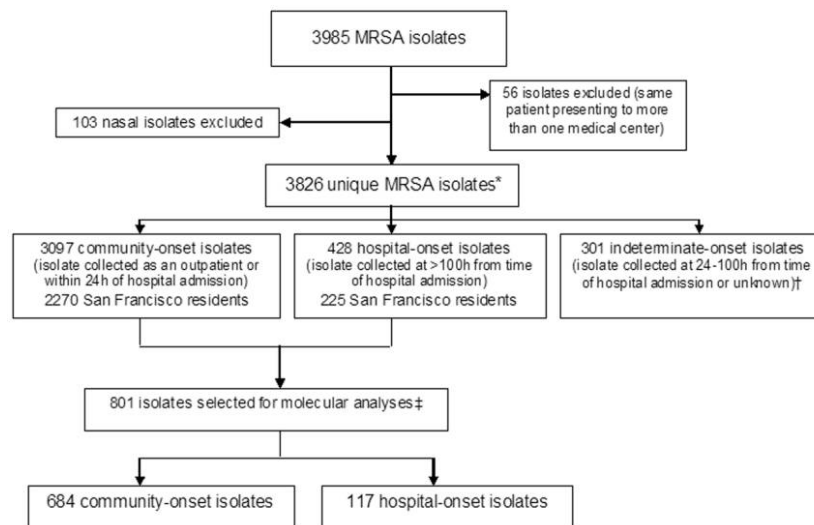 3985 MRSA isolates
56 isolates excluded (same
patient presenting to more
than one medical center)
103 nasal isolates excluded
3826 unique MRSA isolates*
3097 community-onset isolates
(isolate collected as an outpatient or
within 24h of hospital admission)
2270 San Francisco residents
428 hospital-onset isolates
(isolate collected at >100h from time
of hospital admission)
225 San Francisco residents
301 indeterminate-onset isolates
(isolate collected at 24-100h from time
of hospital admission or unknown)†
801 isolates selected for molecular analyses‡
684 community-onset isolates
117 hospital-onset isolates